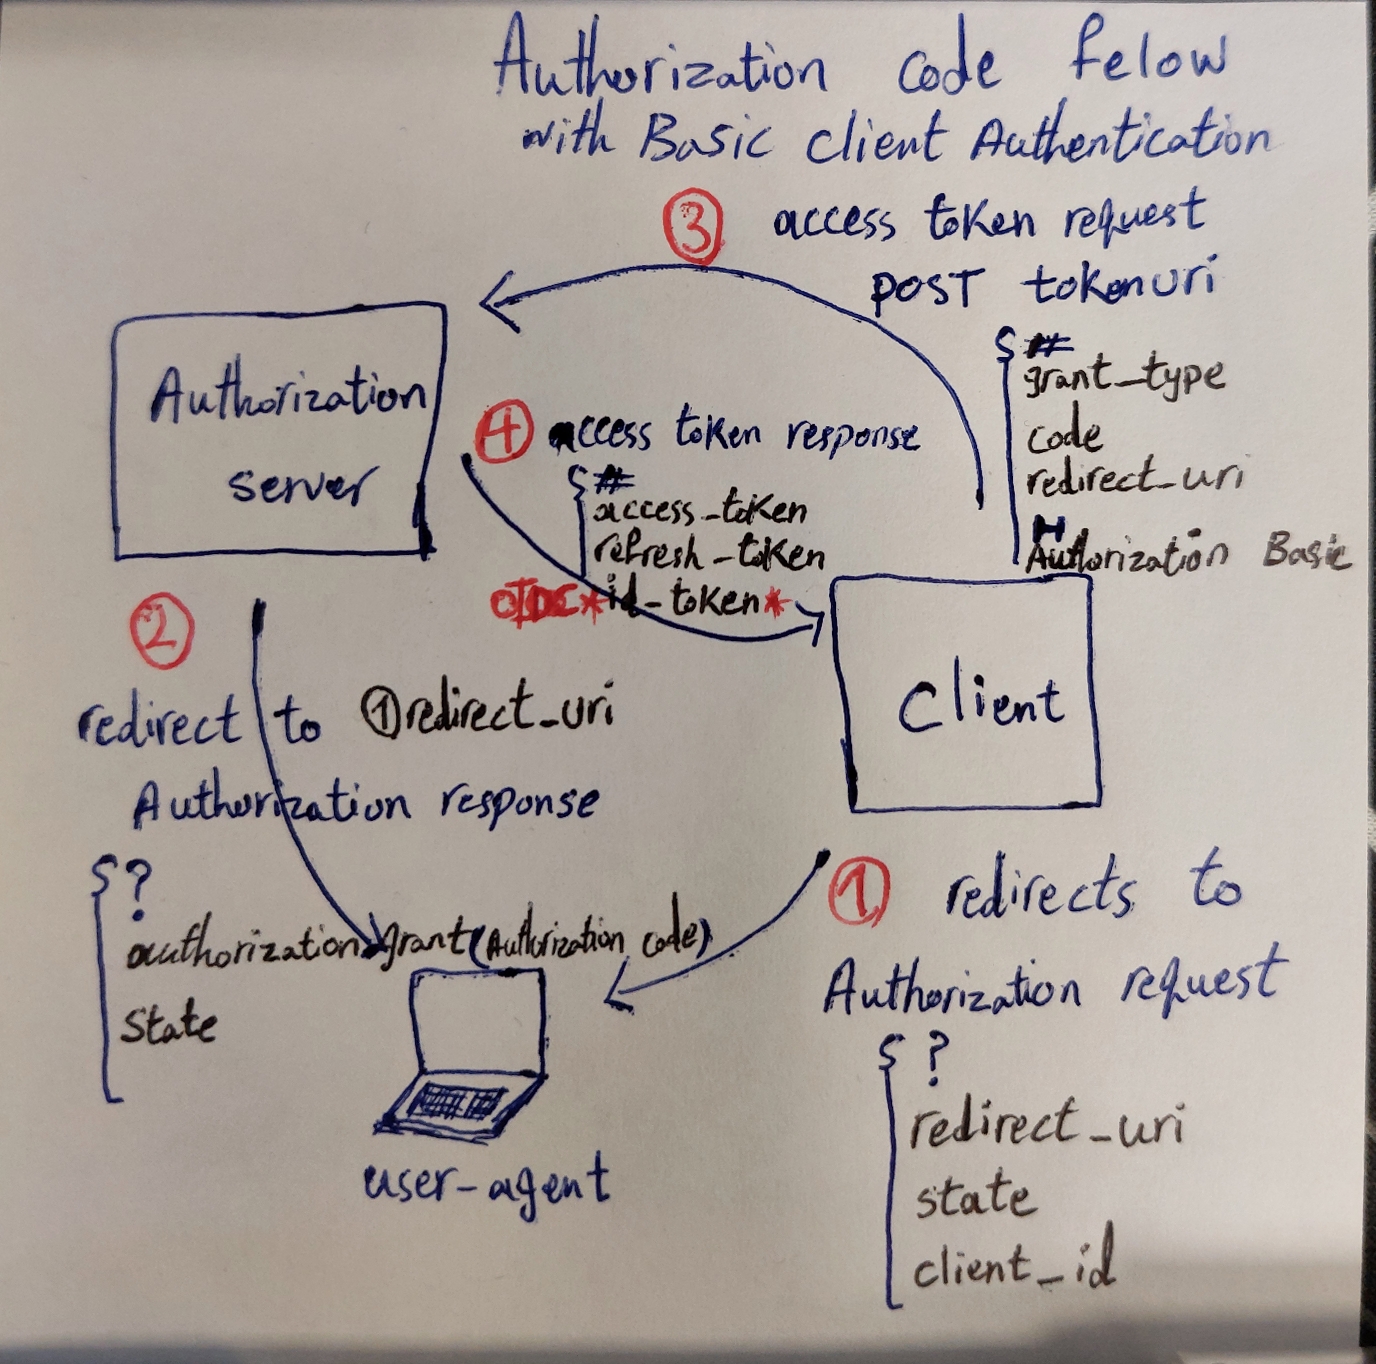 Authorization code felow
with Basic client Authentication
③ access token request
POST tokenuri
#
grant_type
code
redirect_uri
H
Authorization Basic
Authorization
server
④ access token response
#
access_token
refresh_token
OIDC*id_token*
Client
②
redirect to ①redirect_uri
Authorization response
?
authorization grant(Authorization code)
state
① redirects to
Authorization request
?
redirect_uri
state
client_id
user-agent